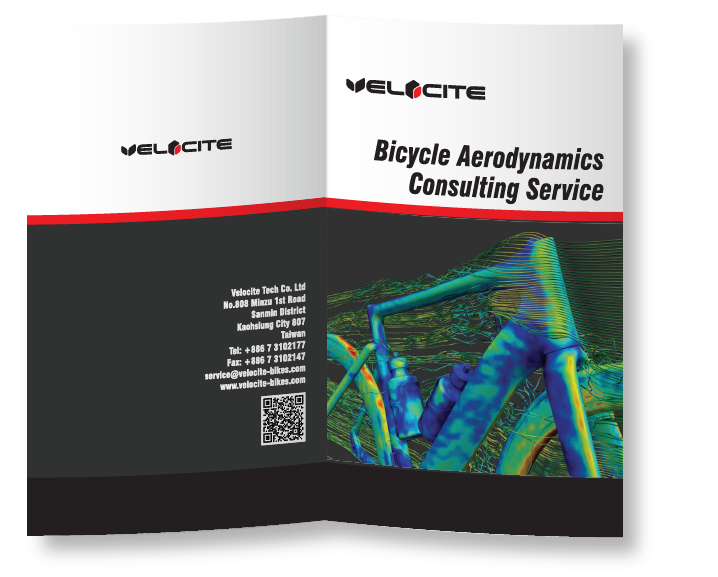 VELOCITE
Velocite Tech Co. Ltd
No.808 Minzu 1st Road
Sanmin District
Kaohsiung City 807
Taiwan
Tel: +886 7 3102177
Fax: +886 7 3102147
service@velocite-bikes.com
www.velocite-bikes.com
VELOCITE
Bicycle Aerodynamics
Consulting Service